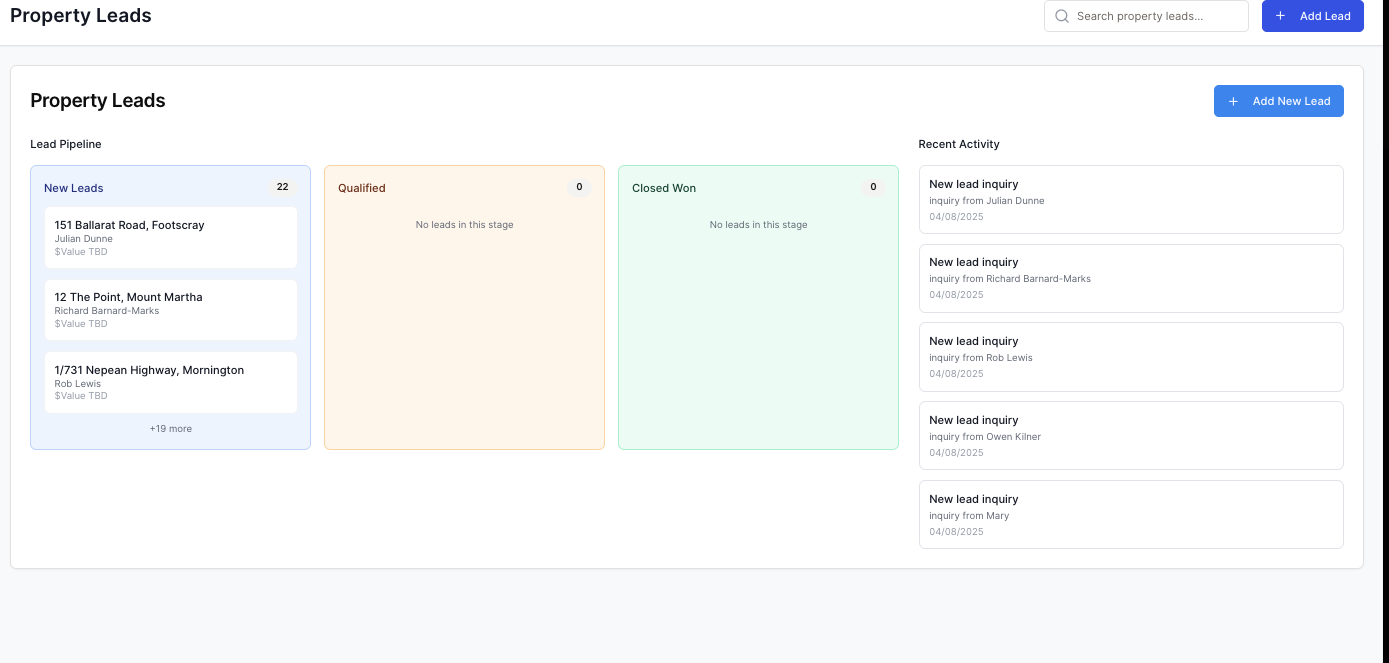 Property Leads
Search property leads...
+ Add Lead
Property Leads
+ Add New Lead
Lead Pipeline
New Leads 22
151 Ballarat Road, Footscray
Julian Dunne
$Value TBD
12 The Point, Mount Martha
Richard Barnard-Marks
$Value TBD
1/731 Nepean Highway, Mornington
Rob Lewis
$Value TBD
+19 more
Qualified 0
No leads in this stage
Closed Won 0
No leads in this stage
Recent Activity
New lead inquiry
inquiry from Julian Dunne
04/08/2025
New lead inquiry
inquiry from Richard Barnard-Marks
04/08/2025
New lead inquiry
inquiry from Rob Lewis
04/08/2025
New lead inquiry
inquiry from Owen Kilner
04/08/2025
New lead inquiry
inquiry from Mary
04/08/2025